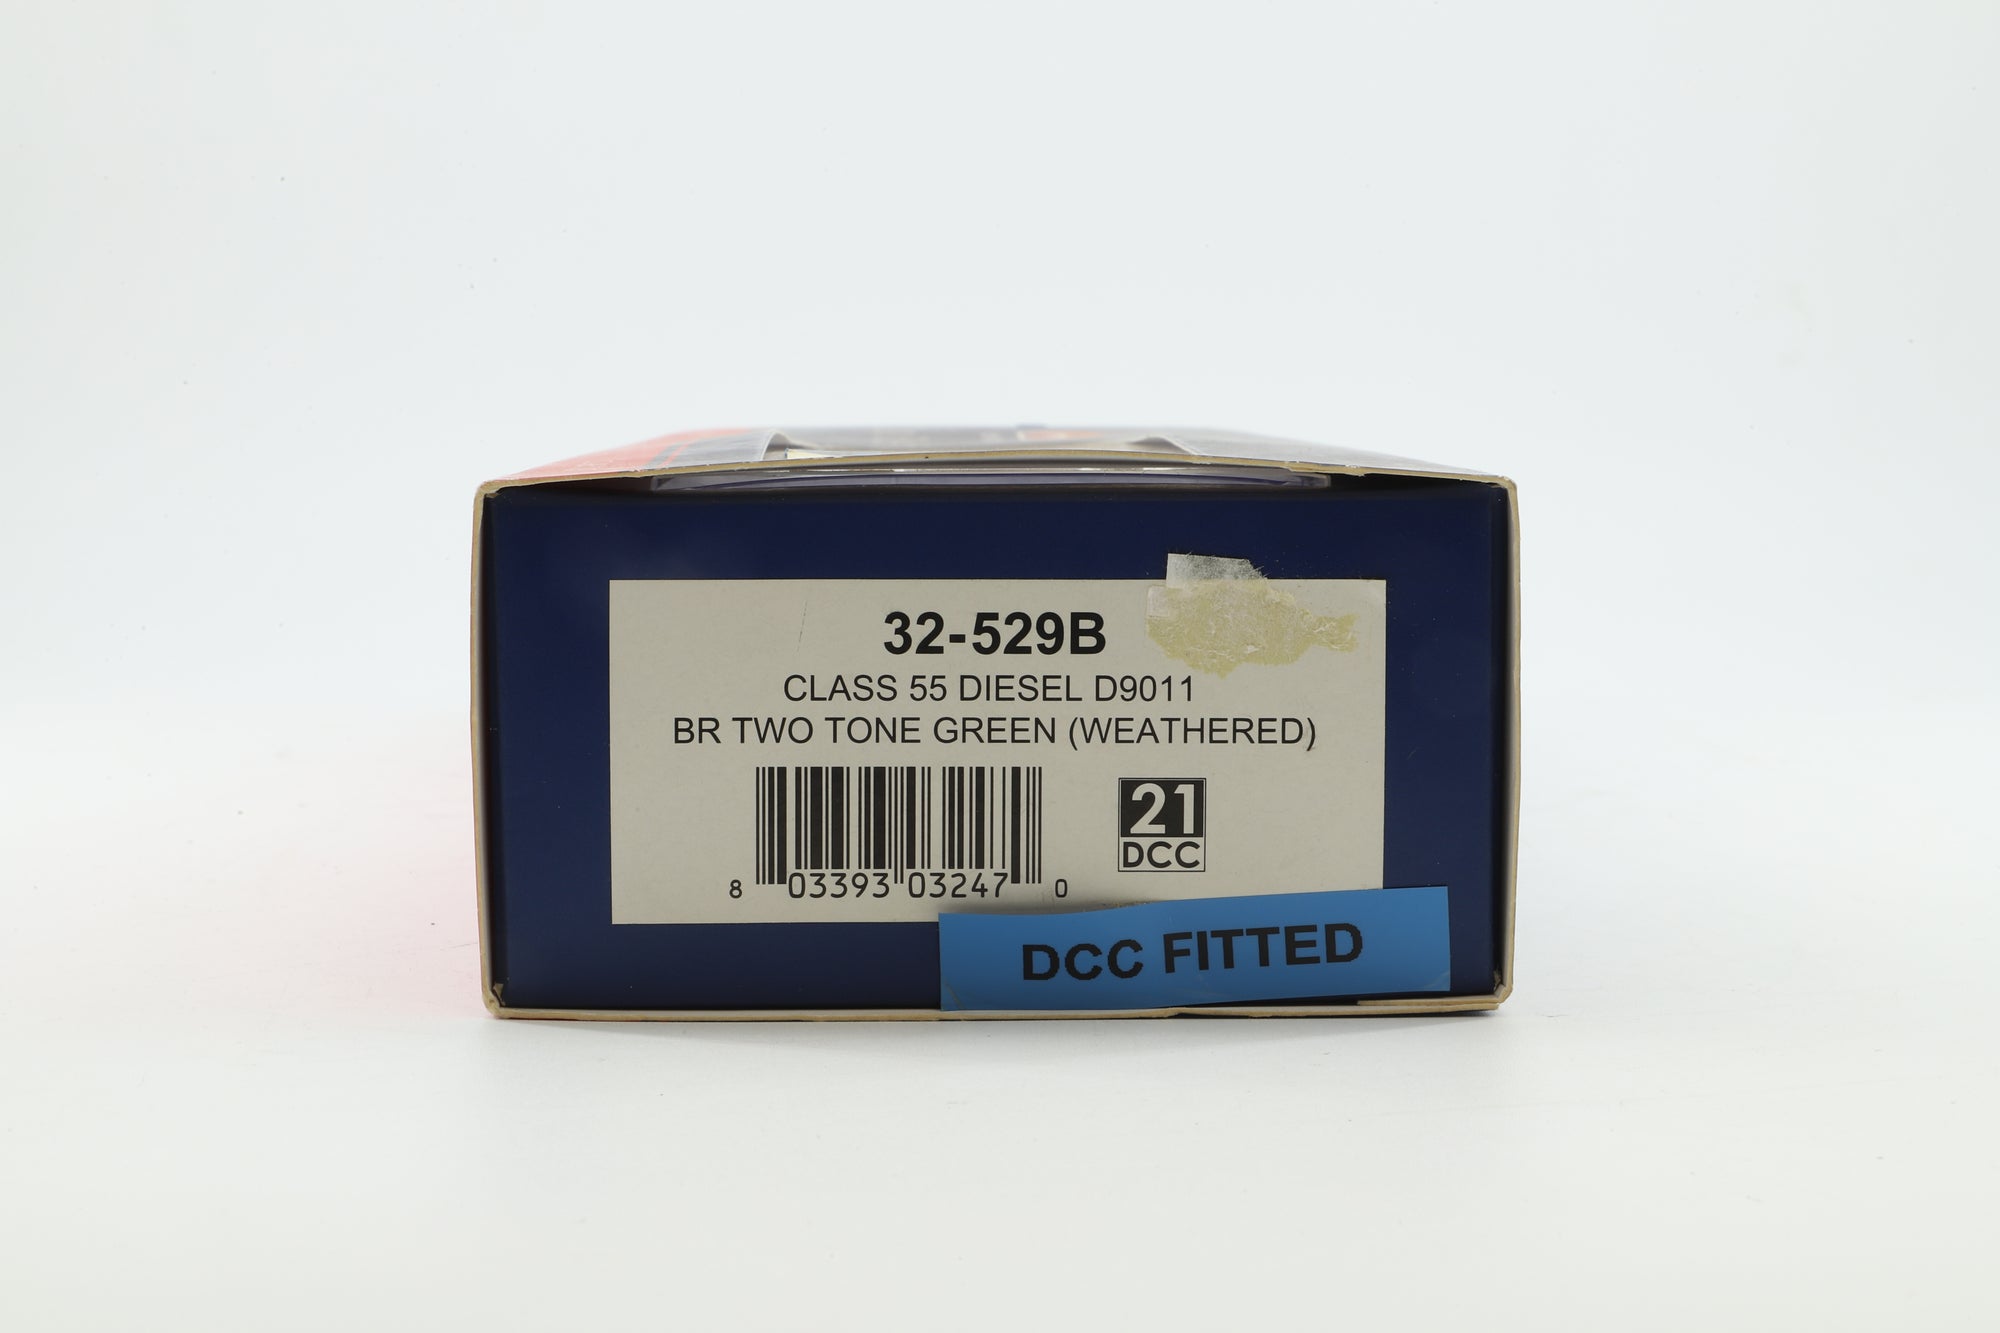 32-529B
CLASS 55 DIESEL D9011
BR TWO TONE GREEN (WEATHERED)
8 03393 03247 0
21
DCC
DCC FITTED